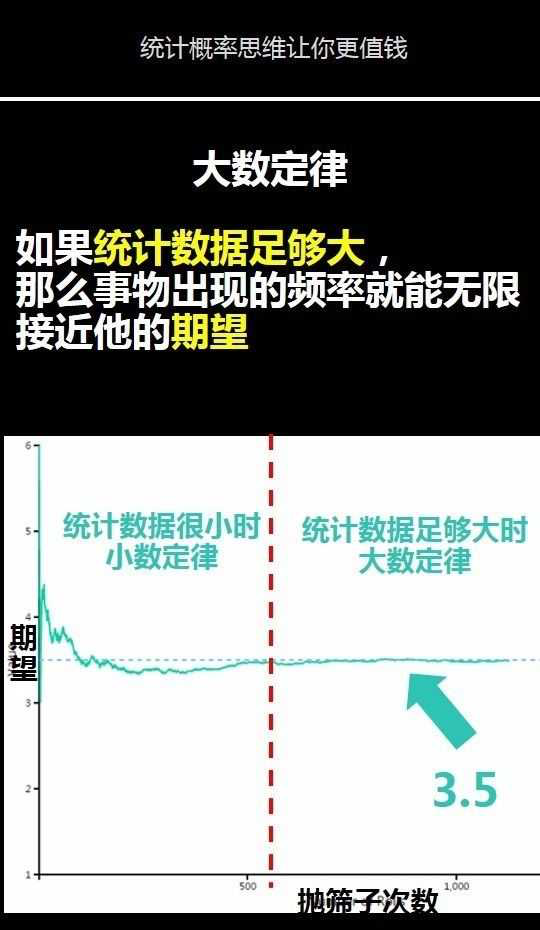 统计概率思维让你更值钱
大数定律
如果统计数据足够大，
那么事物出现的频率就能无限
接近他的期望
6
统计数据很小时
小数定律
统计数据足够大时
大数定律
5
4
期望
3
3.5
2
1
500
1,000
抛筛子次数